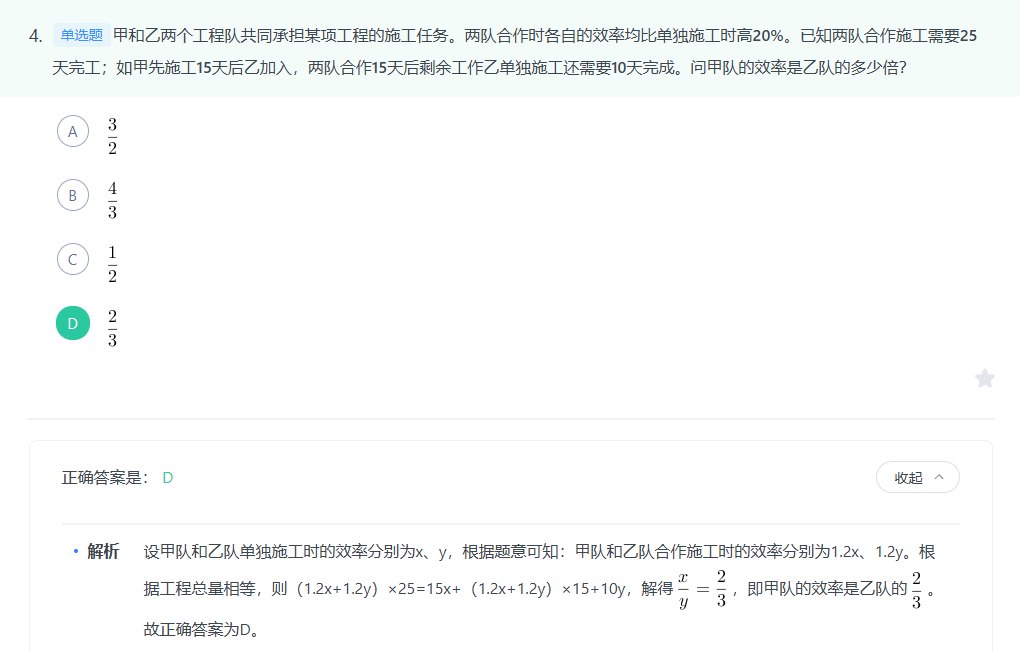 4. 单选题 甲和乙两个工程队共同承担某项工程的施工任务。两队合作时各自的效率均比单独施工时高20%。已知两队合作施工需要25
天完工；如甲先施工15天后乙加入，两队合作15天后剩余工作乙单独施工还需要10天完成。问甲队的效率是乙队的多少倍?
A 3/2
B 4/3
C 1/2
D 2/3
正确答案是： D
收起
• 解析 设甲队和乙队单独施工时的效率分别为x、y，根据题意可知：甲队和乙队合作施工时的效率分别为1.2x、1.2y。根
据工程总量相等，则（1.2x+1.2y）×25=15x+（1.2x+1.2y）×15+10y，解得 x/y = 2/3 ，即甲队的效率是乙队的 2/3 。
故正确答案为D。